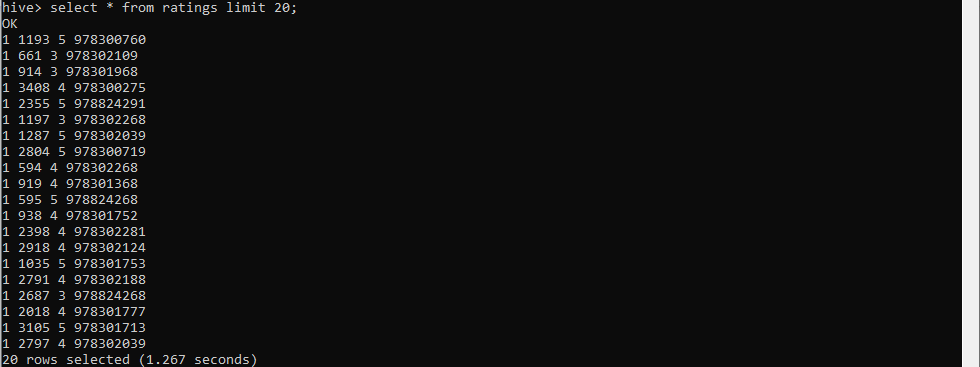 hive> select * from ratings limit 20;
OK
1 1193 5 978300760
1 661 3 978302109
1 914 3 978301968
1 3408 4 978300275
1 2355 5 978824291
1 1197 3 978302268
1 1287 5 978302039
1 2804 5 978300719
1 594 4 978302268
1 919 4 978301368
1 595 5 978824268
1 938 4 978301752
1 2398 4 978302281
1 2918 4 978302124
1 1035 5 978301753
1 2791 4 978302188
1 2687 3 978824268
1 2018 4 978301777
1 3105 5 978301713
1 2797 4 978302039
20 rows selected (1.267 seconds)